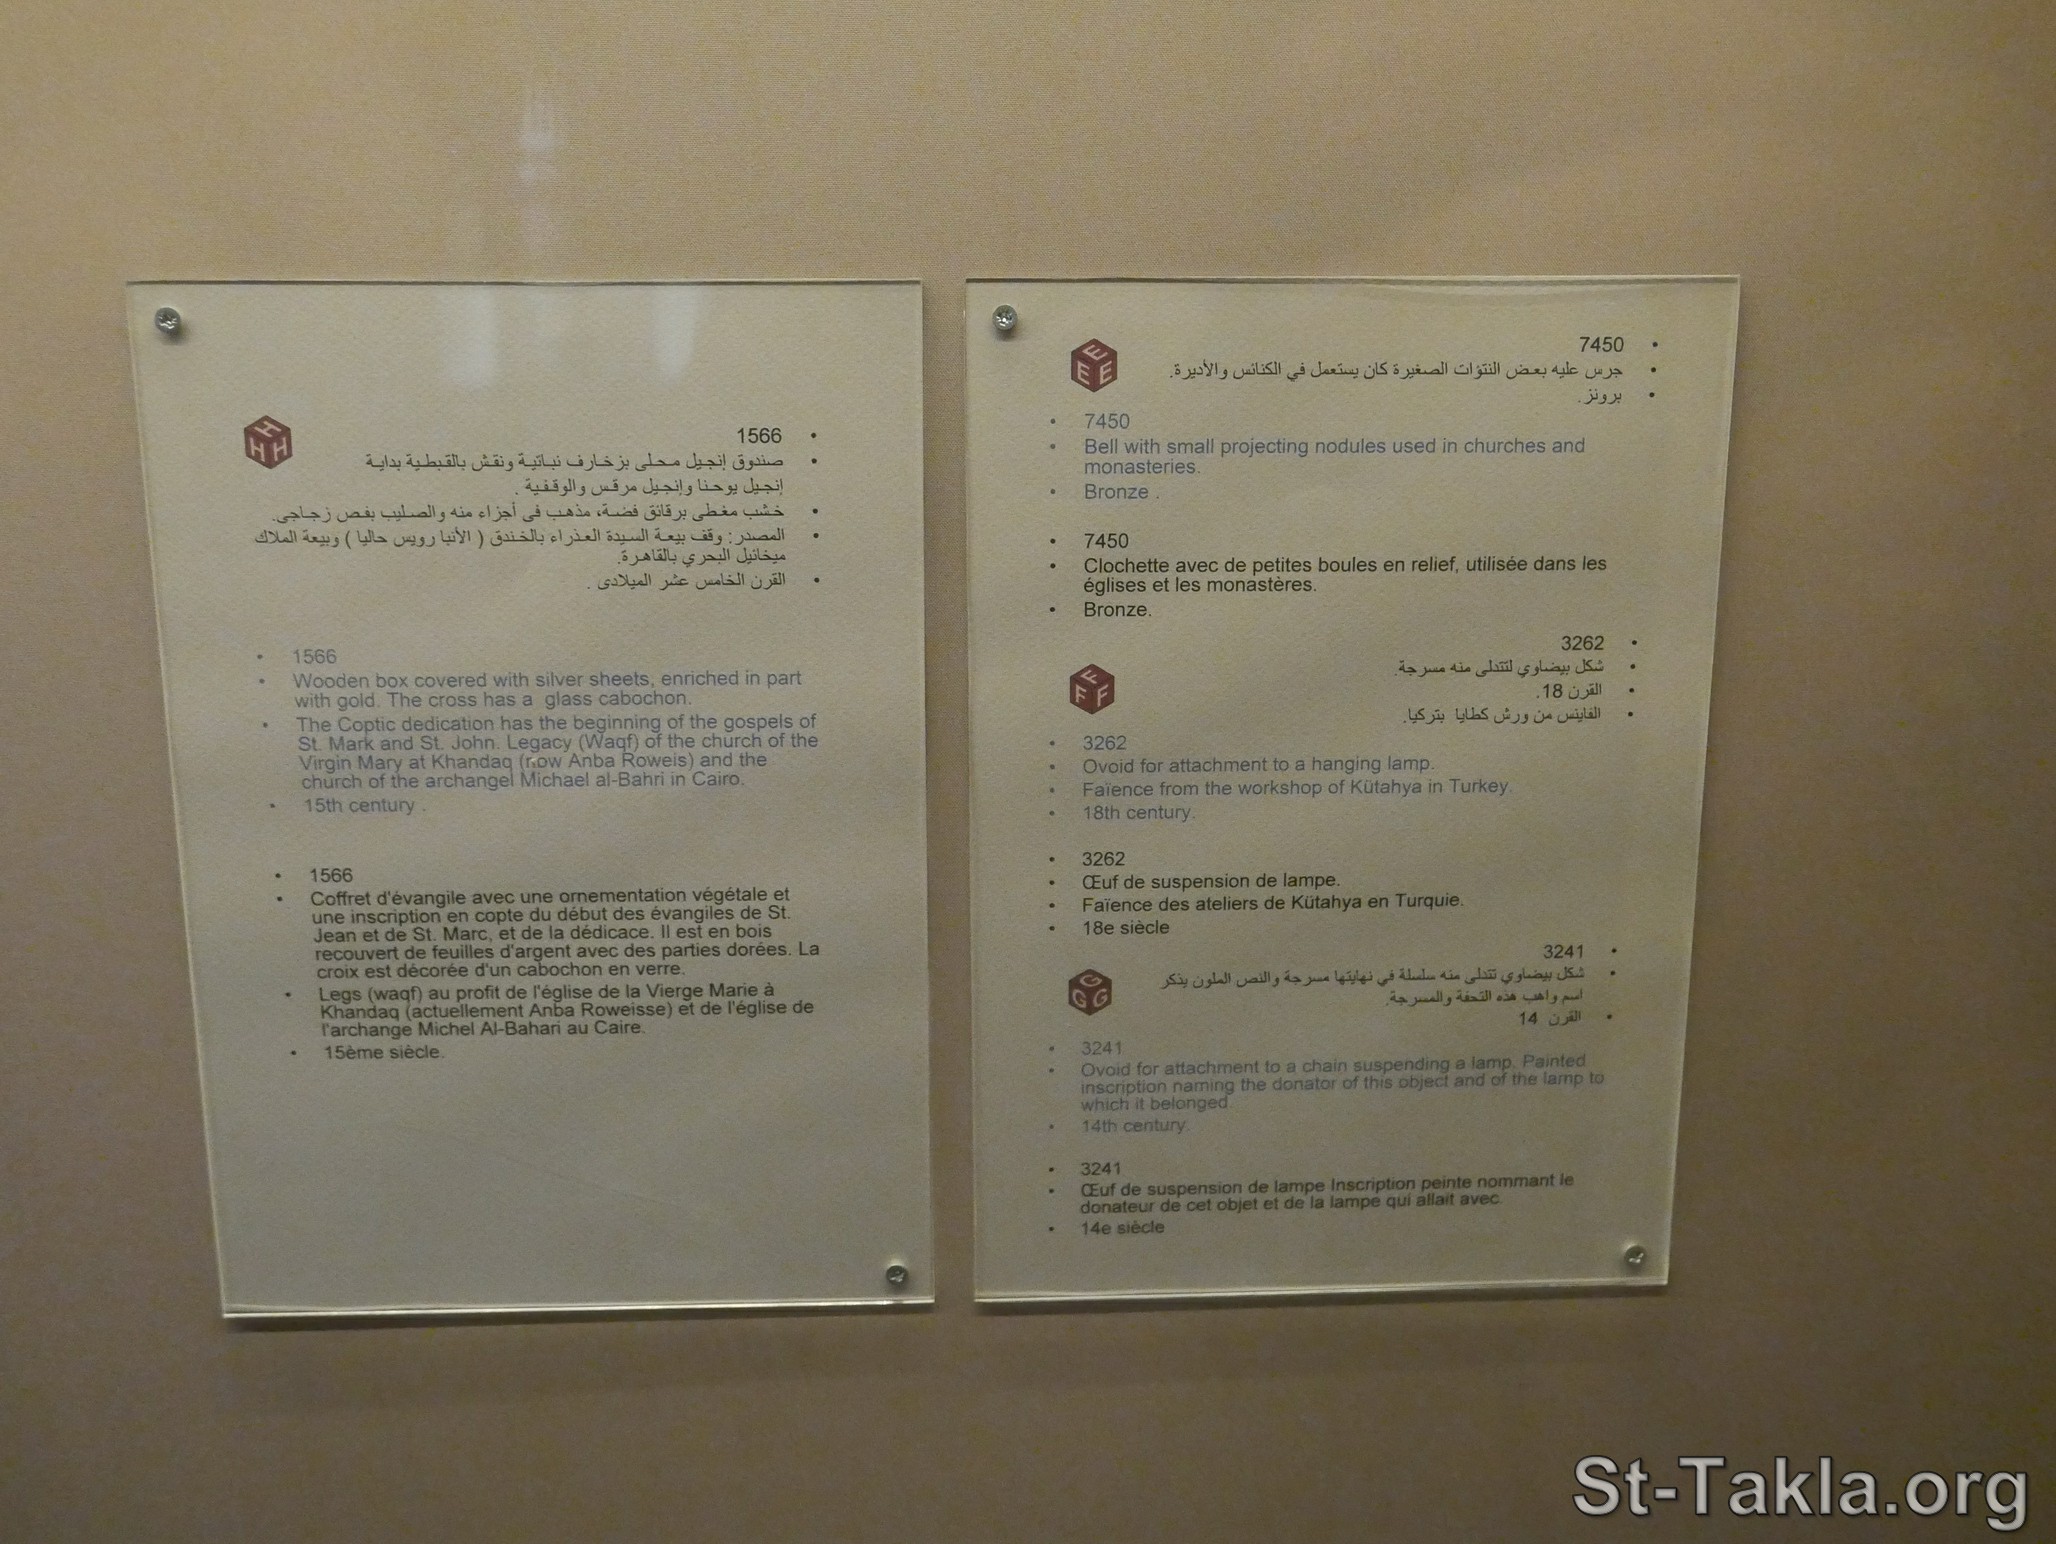 H H H
1566 •
• صندوق إنجيل محلى بزخارف نباتية ونقش بالقبطية بداية
إنجيل يوحنا وإنجيل مرقس والوقفية .
• خشب مغطى برقائق فضة، مذهب فى أجزاء منه والصليب بفص زجاجى.
• المصدر: وقف بيعة السيدة العذراء بالخندق ( الأنبا رويس حاليا ) وبيعة الملاك
ميخائيل البحري بالقاهرة.
• القرن الخامس عشر الميلادى .
• 1566
• Wooden box covered with silver sheets, enriched in part
with gold. The cross has a glass cabochon.
• The Coptic dedication has the beginning of the gospels of
St. Mark and St. John. Legacy (Waqf) of the church of the
Virgin Mary at Khandaq (now Anba Roweis) and the
church of the archangel Michael al-Bahri in Cairo.
• 15th century .
• 1566
• Coffret d'évangile avec une ornementation végétale et
une inscription en copte du début des évangiles de St.
Jean et de St. Marc, et de la dédicace. Il est en bois
recouvert de feuilles d'argent avec des parties dorées. La
croix est décorée d'un cabochon en verre.
• Legs (waqf) au profit de l'église de la Vierge Marie à
Khandaq (actuellement Anba Roweisse) et de l'église de
l'archange Michel Al-Bahari au Caire.
• 15ème siècle.
E E E
7450 •
• جرس عليه بعض النتؤات الصغيرة كان يستعمل في الكنائس والأديرة.
• برونز.
• 7450
• Bell with small projecting nodules used in churches and
monasteries.
• Bronze .
• 7450
• Clochette avec de petites boules en relief, utilisée dans les
églises et les monastères.
• Bronze.
F F F
3262 •
• شكل بيضاوي لتتدلى منه مسرجة.
• القرن 18.
• الفاينس من ورش كطايا بتركيا.
• 3262
• Ovoid for attachment to a hanging lamp.
• Faïence from the workshop of Kütahya in Turkey.
• 18th century.
• 3262
• Œuf de suspension de lampe.
• Faïence des ateliers de Kütahya en Turquie.
• 18e siècle
G G G
3241 •
• شكل بيضاوي تتدلى منه سلسلة في نهايتها مسرجة والنص الملون يذكر
اسم واهب هذه التحفة والمسرجة.
• القرن 14
• 3241
• Ovoid for attachment to a chain suspending a lamp. Painted
inscription naming the donator of this object and of the lamp to
which it belonged.
• 14th century.
• 3241
• Œuf de suspension de lampe Inscription peinte nommant le
donateur de cet objet et de la lampe qui allait avec.
• 14e siècle
St-Takla.org